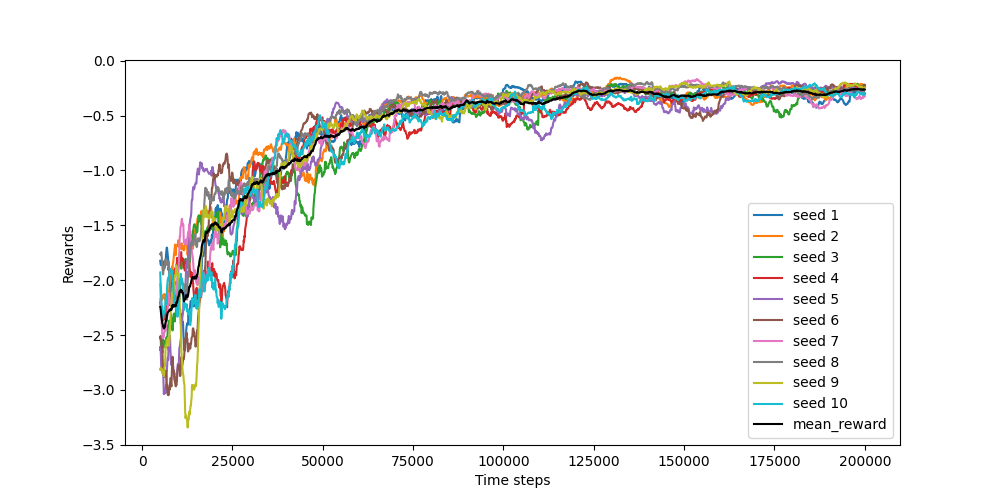 0.0
−0.5
−1.0
−1.5
−2.0
−2.5
−3.0
−3.5
Rewards
0 25000 50000 75000 100000 125000 150000 175000 200000
Time steps
seed 1
seed 2
seed 3
seed 4
seed 5
seed 6
seed 7
seed 8
seed 9
seed 10
mean_reward